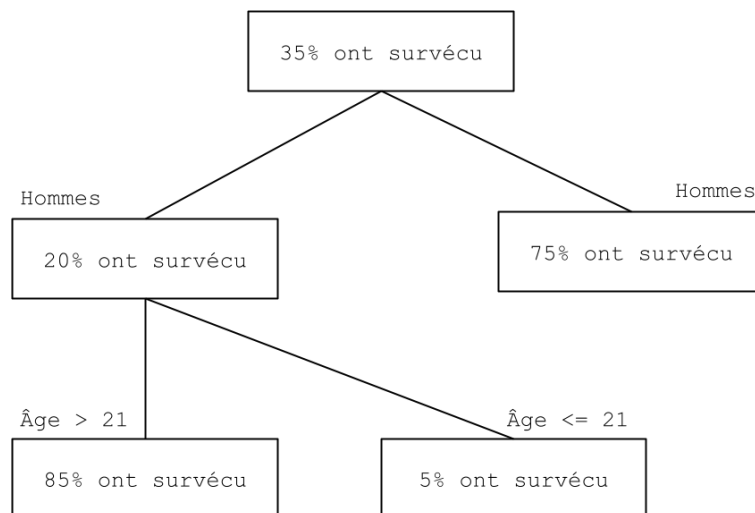 35% ont survécu
Hommes
Hommes
20% ont survécu
75% ont survécu
Âge > 21
Âge <= 21
85% ont survécu
5% ont survécu